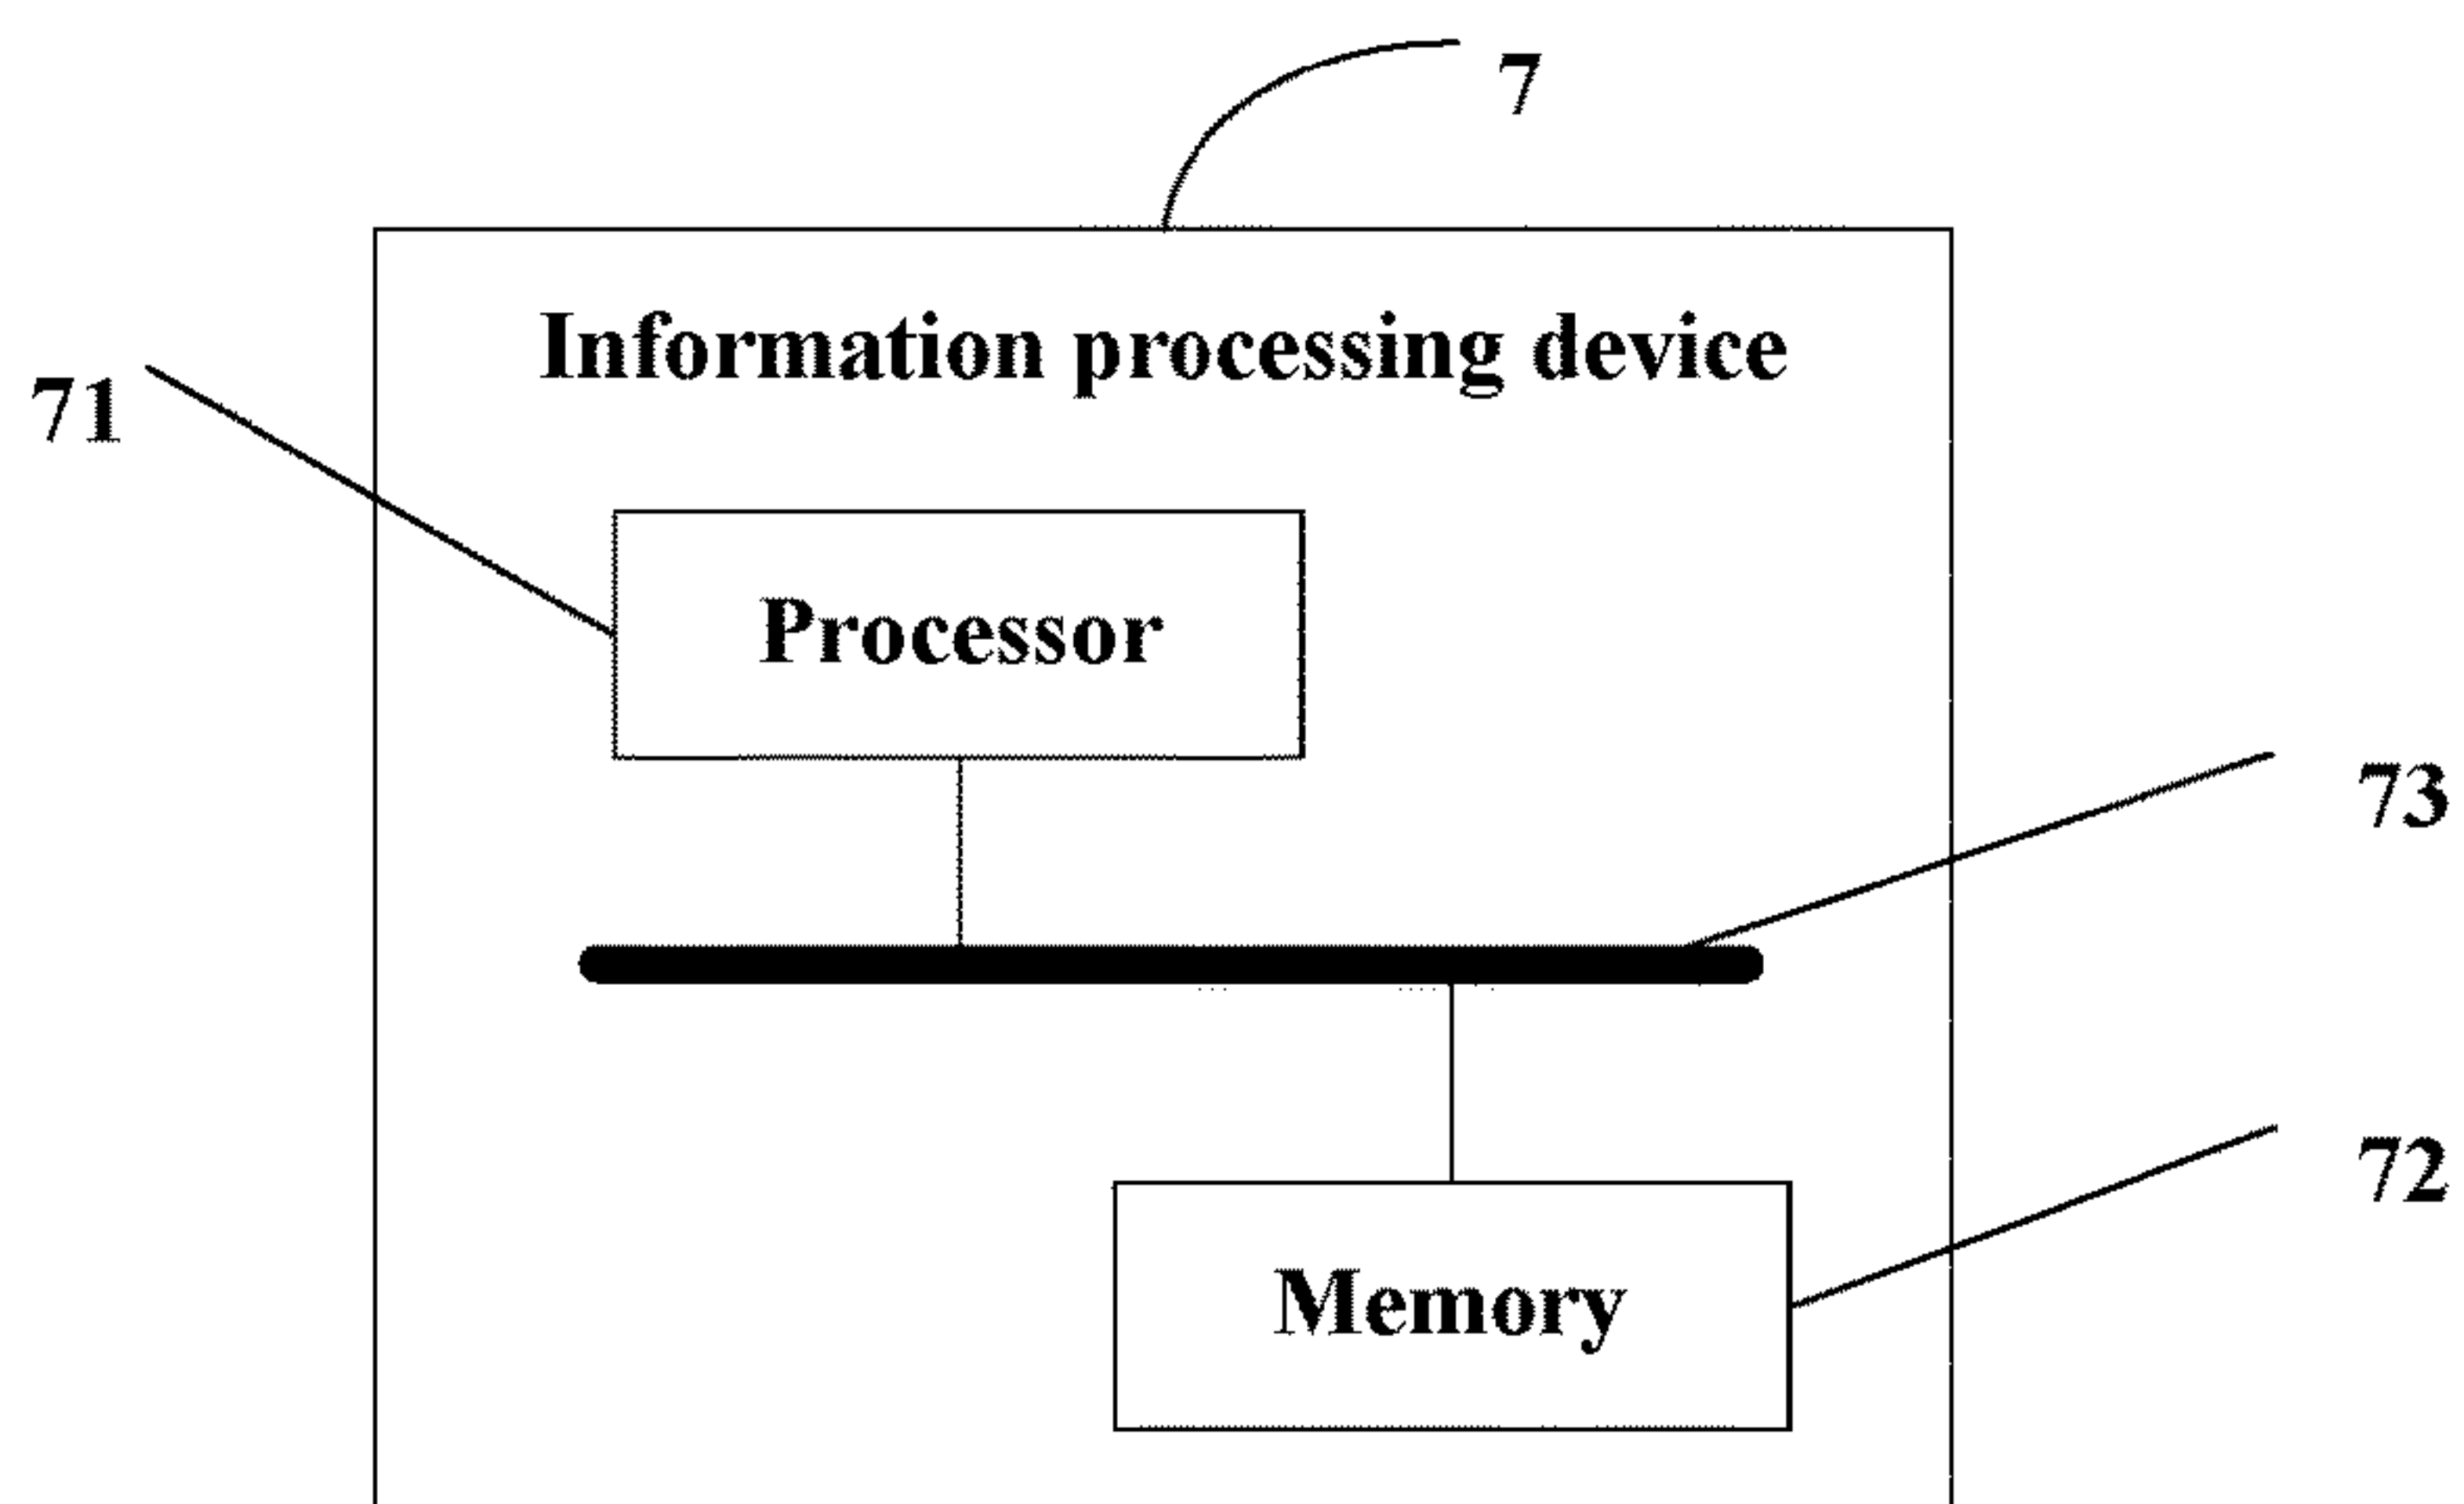 7
Information processing device
71
Processor
73
72
Memory